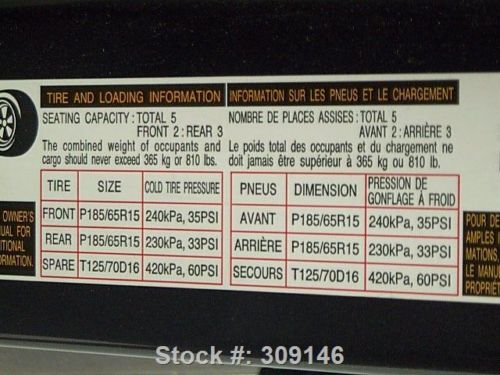 TIRE AND LOADING INFORMATION
SEATING CAPACITY: TOTAL 5
FRONT 2 : REAR 3
The combined weight of occupants and
cargo should never exceed 365 kg or 810 lbs.
TIRE SIZE COLD TIRE PRESSURE
FRONT P185/65R15 240kPa, 35PSI
REAR P185/65R15 230kPa, 33PSI
SPARE T125/70D16 420kPa, 60PSI
INFORMATION SUR LES PNEUS ET LE CHARGEMENT
NOMBRE DE PLACES ASSISES : TOTAL 5
AVANT 2 : ARRIÈRE 3
Le poids total des occupants et du chargement ne
doit jamais être supérieur à 365 kg ou 810 lb.
PNEUS DIMENSION PRESSION DE
GONFLAGE À FROID
AVANT P185/65R15 240kPa, 35PSI
ARRIÈRE P185/65R15 230kPa, 33PSI
SECOURS T125/70D16 420kPa, 60PSI
OWNER'S
FOR
POUR DE
AMPLES
MATIONS,
LE MANUE
PROPRIÉT
Stock #: 309146